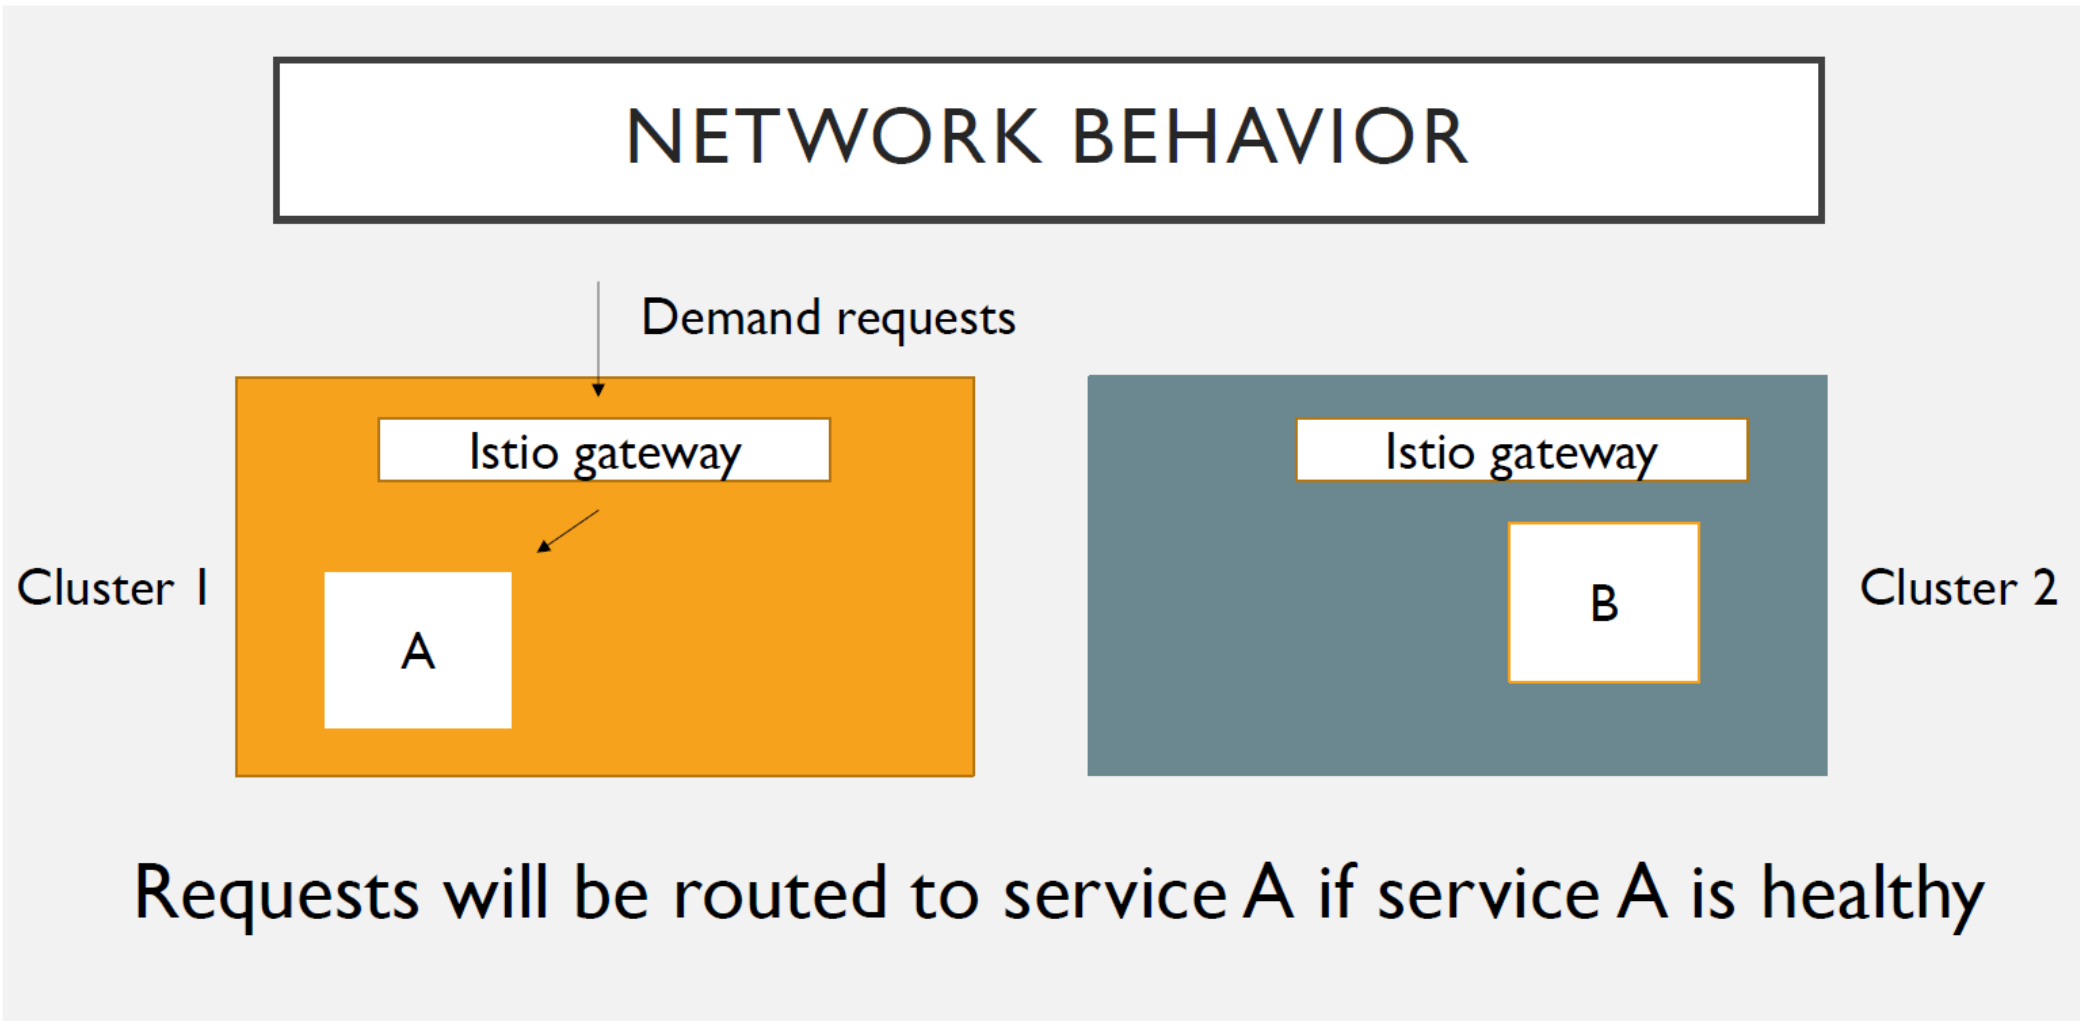 NETWORK BEHAVIOR
Demand requests
Istio gateway
Istio gateway
Cluster 1
A
B
Cluster 2
Requests will be routed to service A if service A is healthy